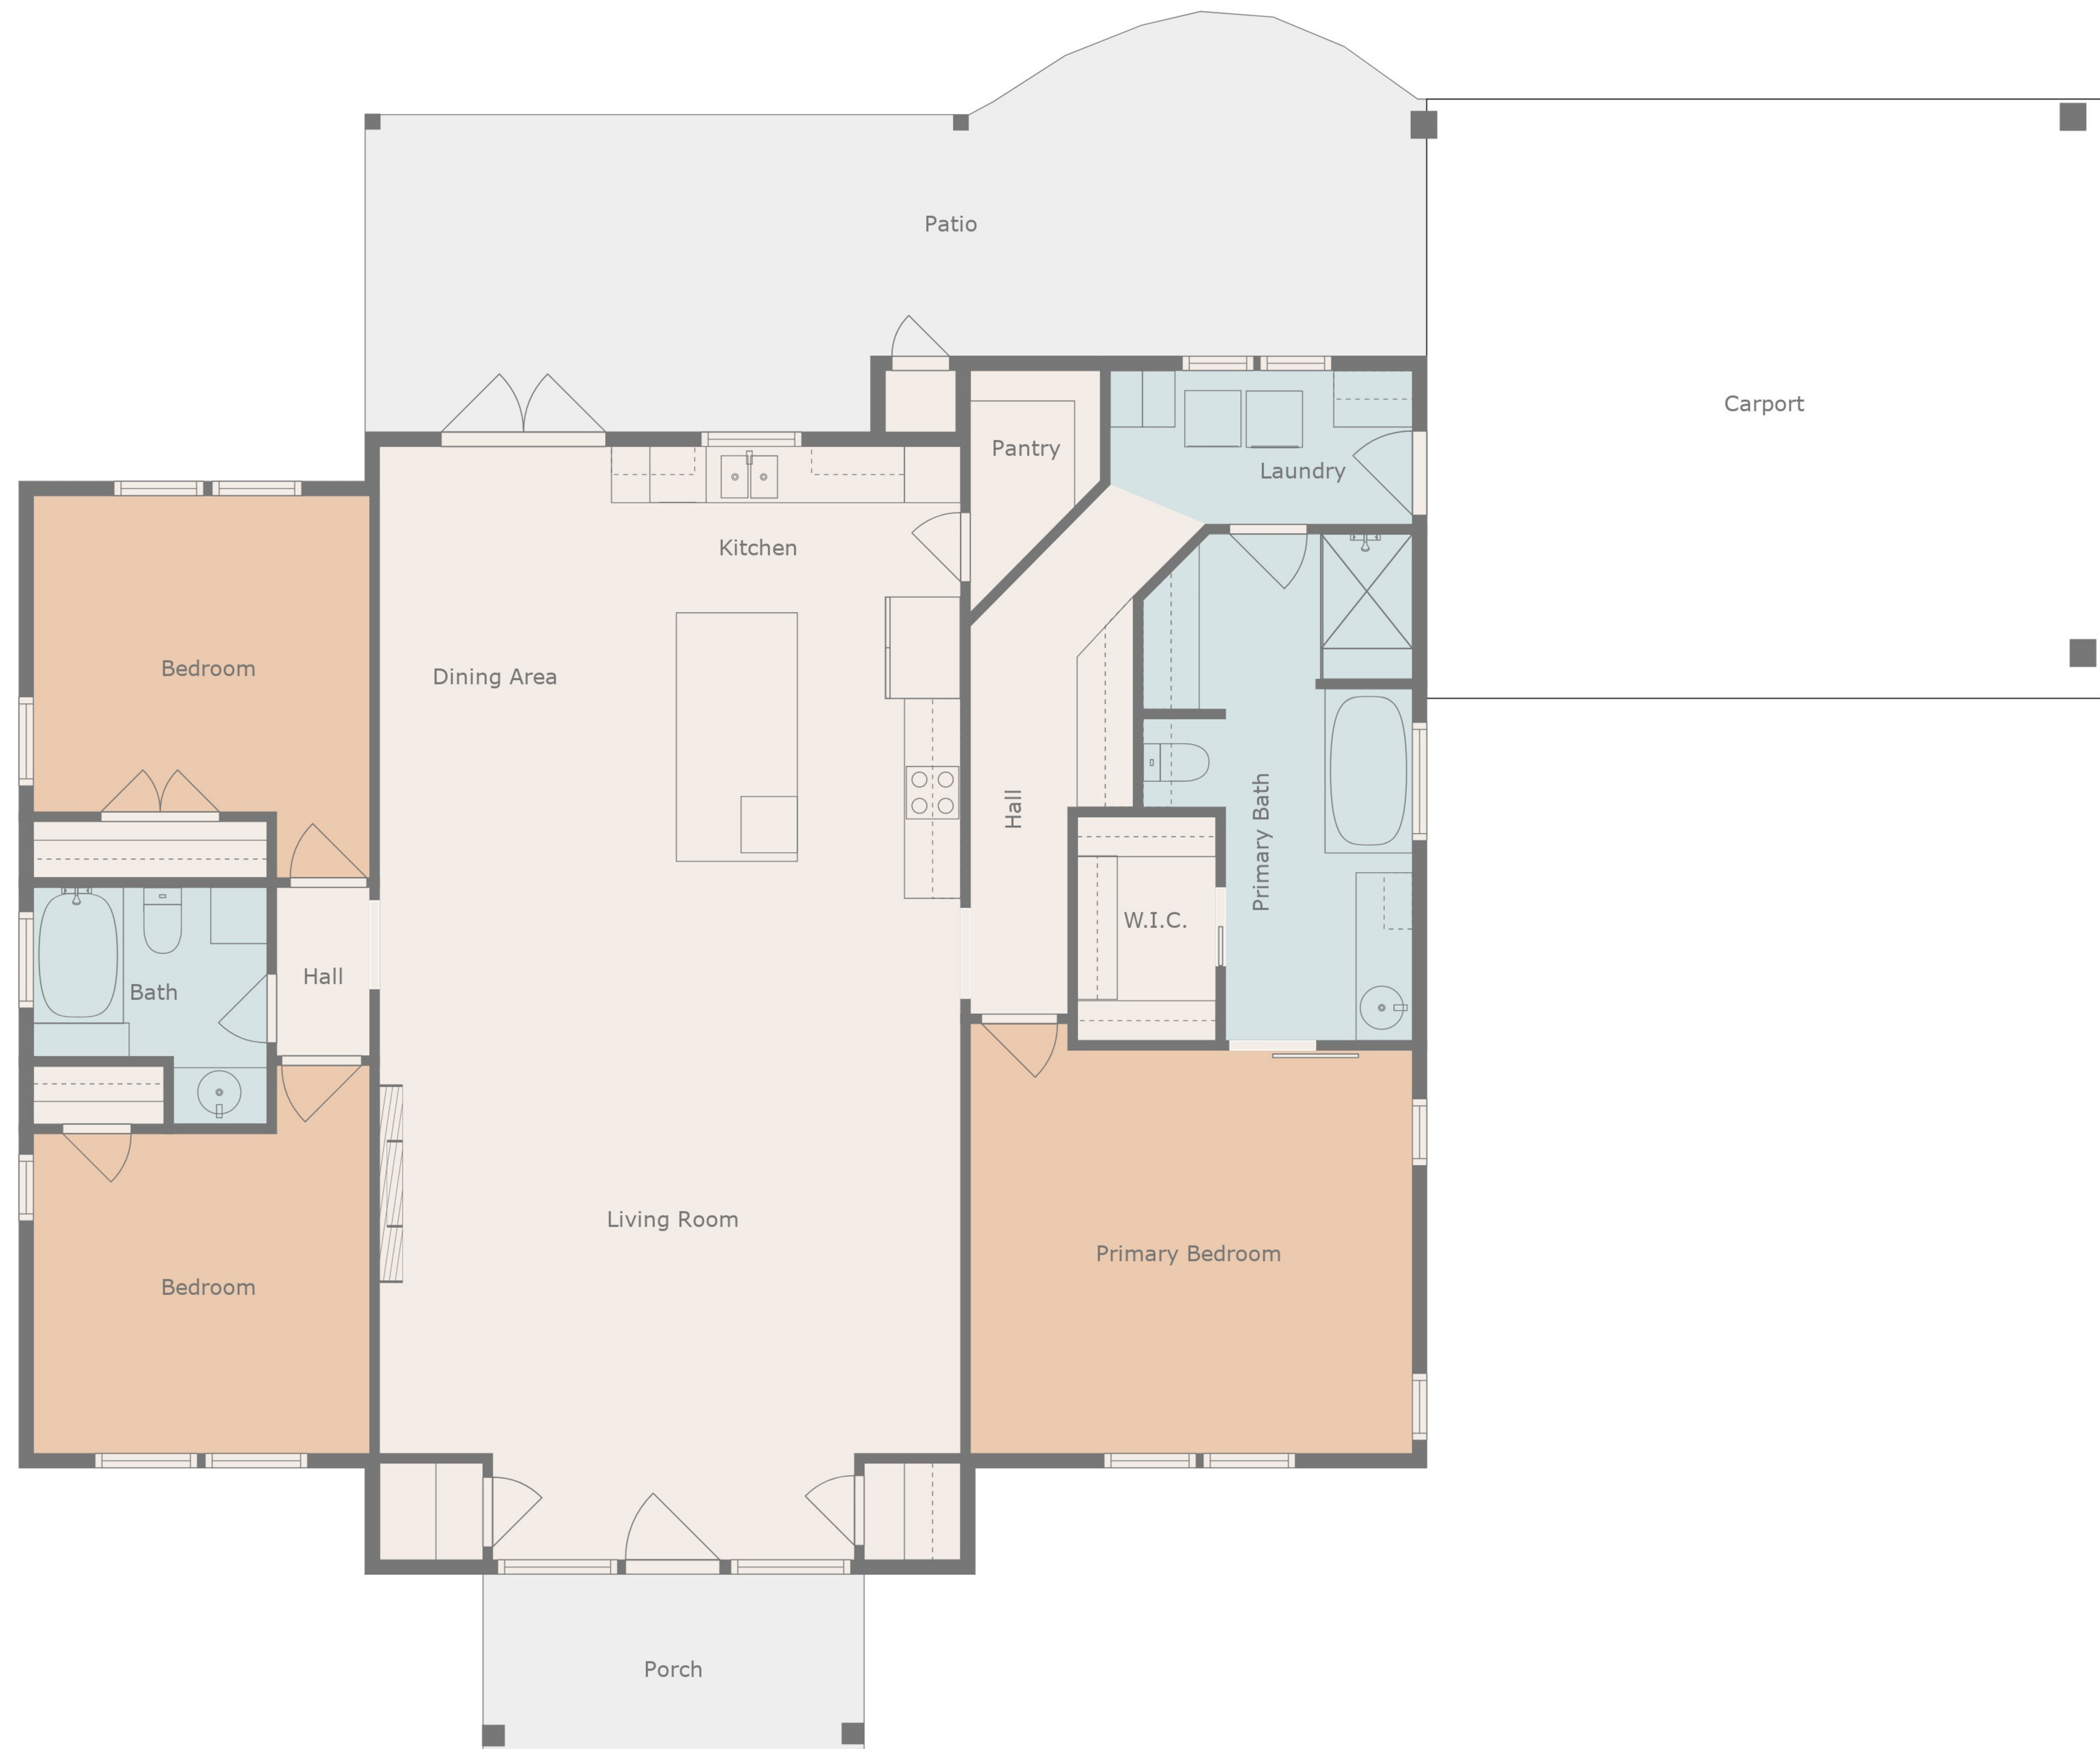 Patio
Carport
Pantry
Laundry
Kitchen
Bedroom
Dining Area
Hall
Primary Bath
W.I.C.
Hall
Bath
Living Room
Primary Bedroom
Bedroom
Porch